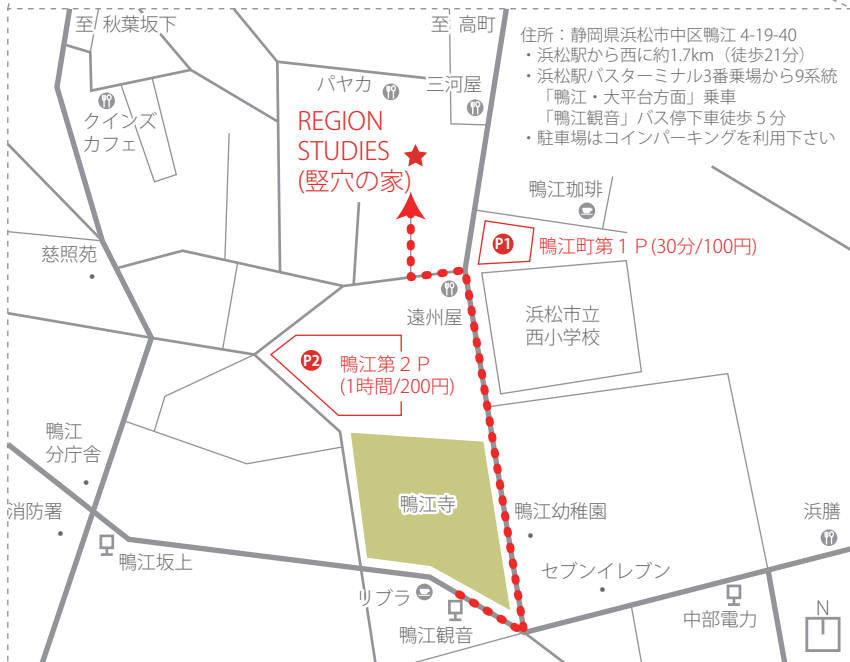 至 秋葉坂下
至 高町
住所：静岡県浜松市中区鴨江 4-19-40
・浜松駅から西に約1.7km（徒歩21分）
・浜松駅バスターミナル3番乗場から9系統
「鴨江・大平台方面」乗車
「鴨江観音」バス停下車徒歩５分
・駐車場はコインパーキングを利用下さい
パヤカ
三河屋
クインズ
カフェ
REGION
STUDIES
(竪穴の家)
鴨江珈琲
P1
鴨江町第１Ｐ(30分/100円)
慈照苑
遠州屋
浜松市立
西小学校
P2
鴨江第２Ｐ
(1時間/200円)
鴨江
分庁舎
鴨江寺
消防署
鴨江幼稚園
浜膳
鴨江坂上
セブンイレブン
リブラ
中部電力
鴨江観音
N